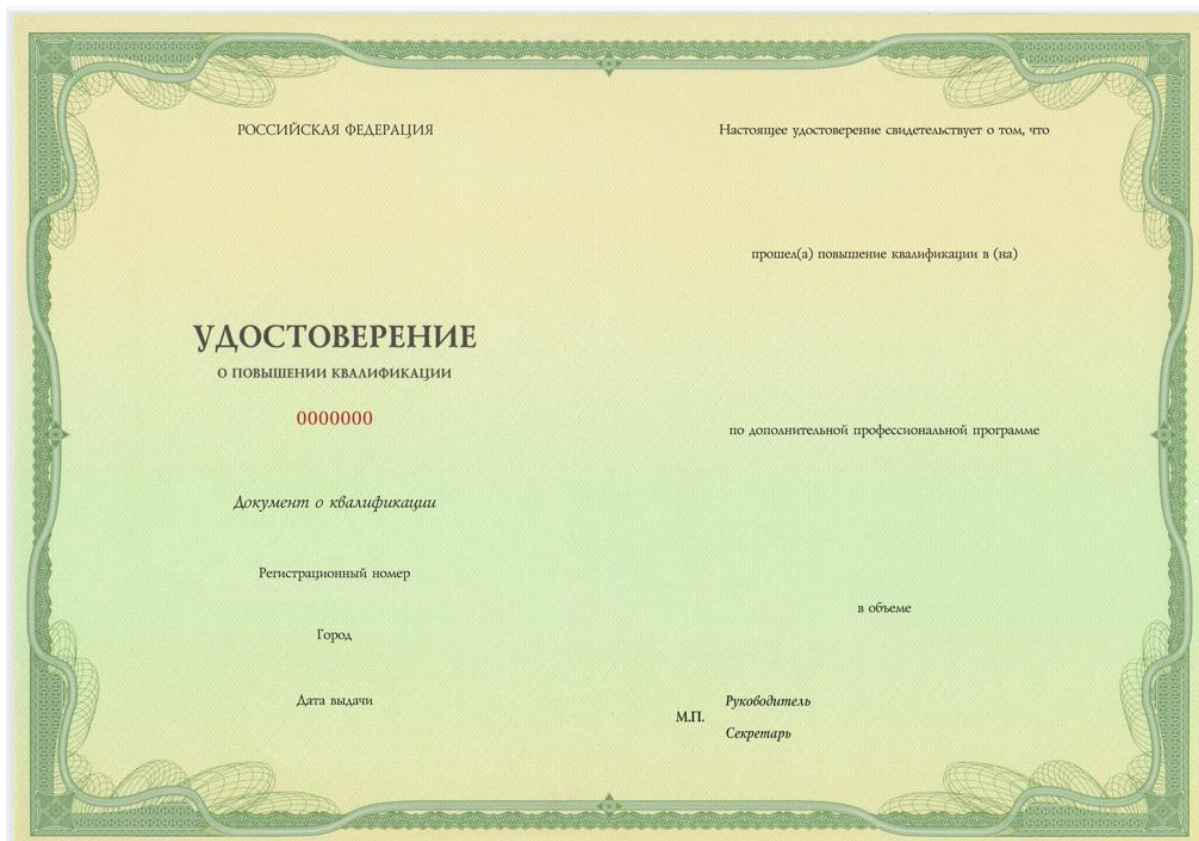 РОССИЙСКАЯ ФЕДЕРАЦИЯ
УДОСТОВЕРЕНИЕ
О ПОВЫШЕНИИ КВАЛИФИКАЦИИ
0000000
Документ о квалификации
Регистрационный номер
Город
Дата выдачи
Настоящее удостоверение свидетельствует о том, что
прошел(а) повышение квалификации в (на)
по дополнительной профессиональной программе
в объеме
М.П.
Руководитель
Секретарь